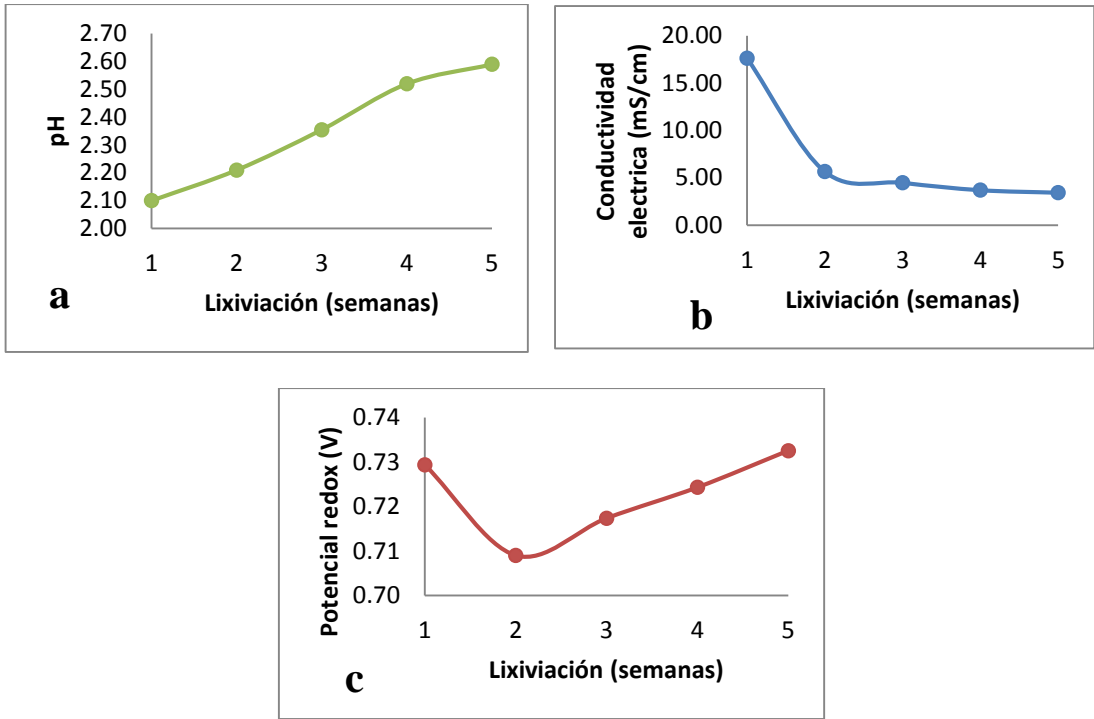 2.70
2.60
2.50
2.40
2.30
2.20
2.10
2.00
pH
1 2 3 4 5
Lixiviación (semanas)
a
20.00
15.00
10.00
5.00
0.00
Conductividad
electrica (mS/cm)
1 2 3 4 5
Lixiviación (semanas)
b
0.74
0.73
0.72
0.71
0.70
Potencial redox (V)
1 2 3 4 5
Lixiviación (semanas)
c